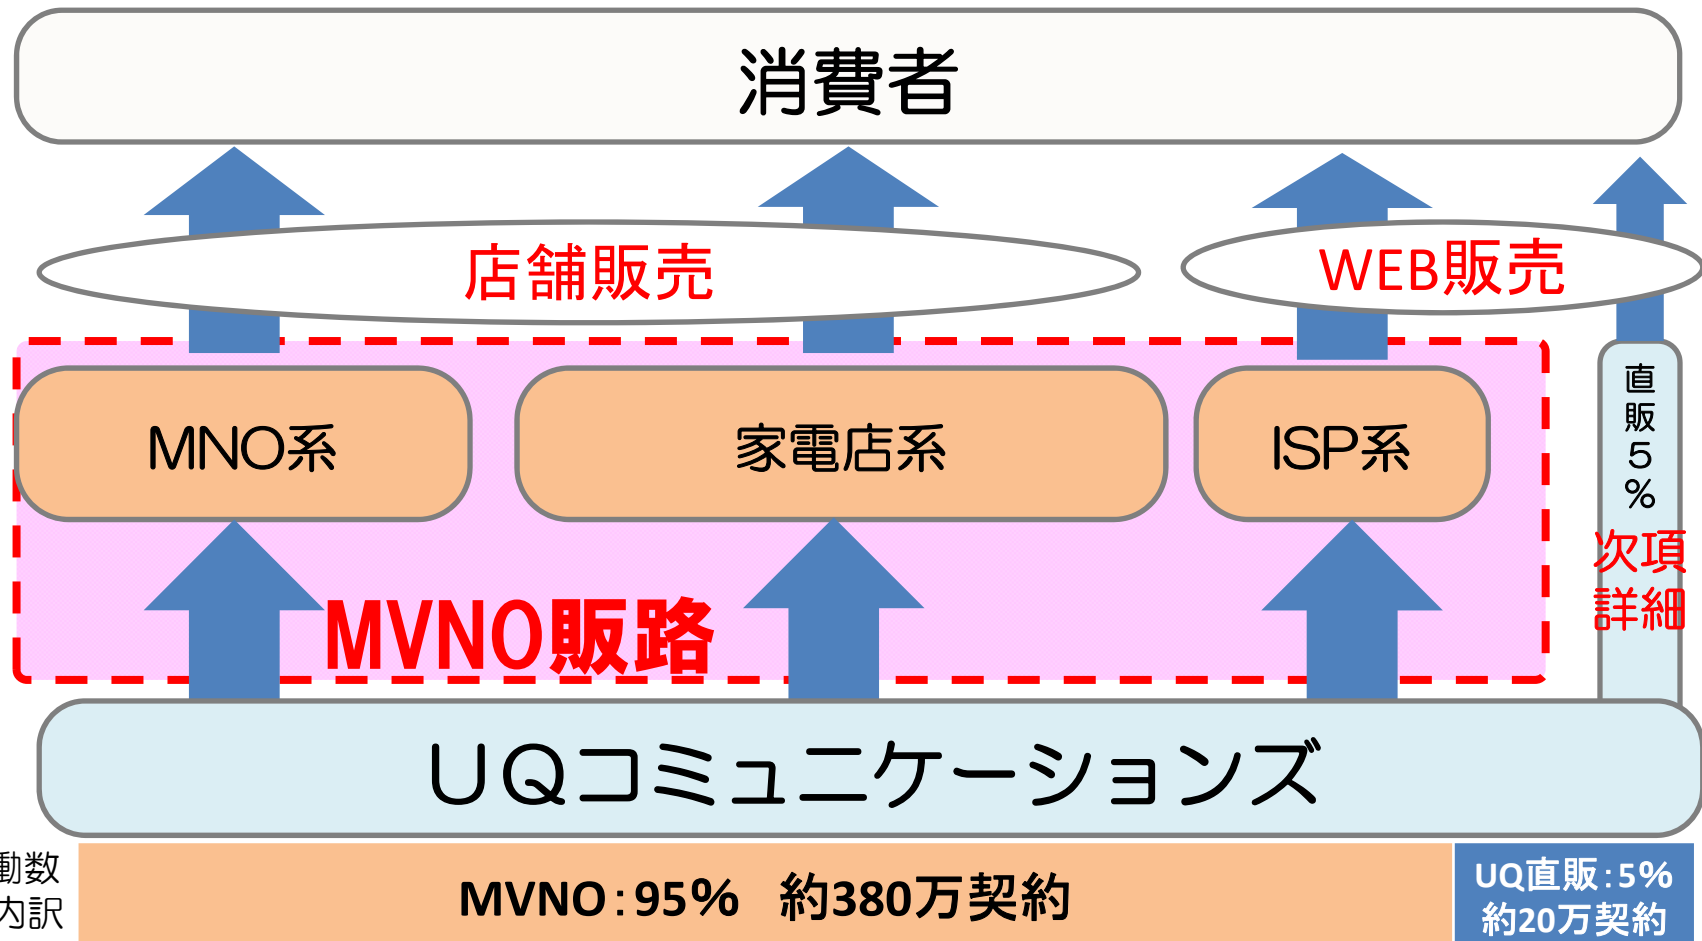 消費者
店舗販売
WEB販売
MNO系
家電店系
ISP系
直販5%
次項
詳細
MVNO販路
UQコミュニケーションズ
働数
内訳
MVNO:95% 約380万契約
UQ直販:5%
約20万契約